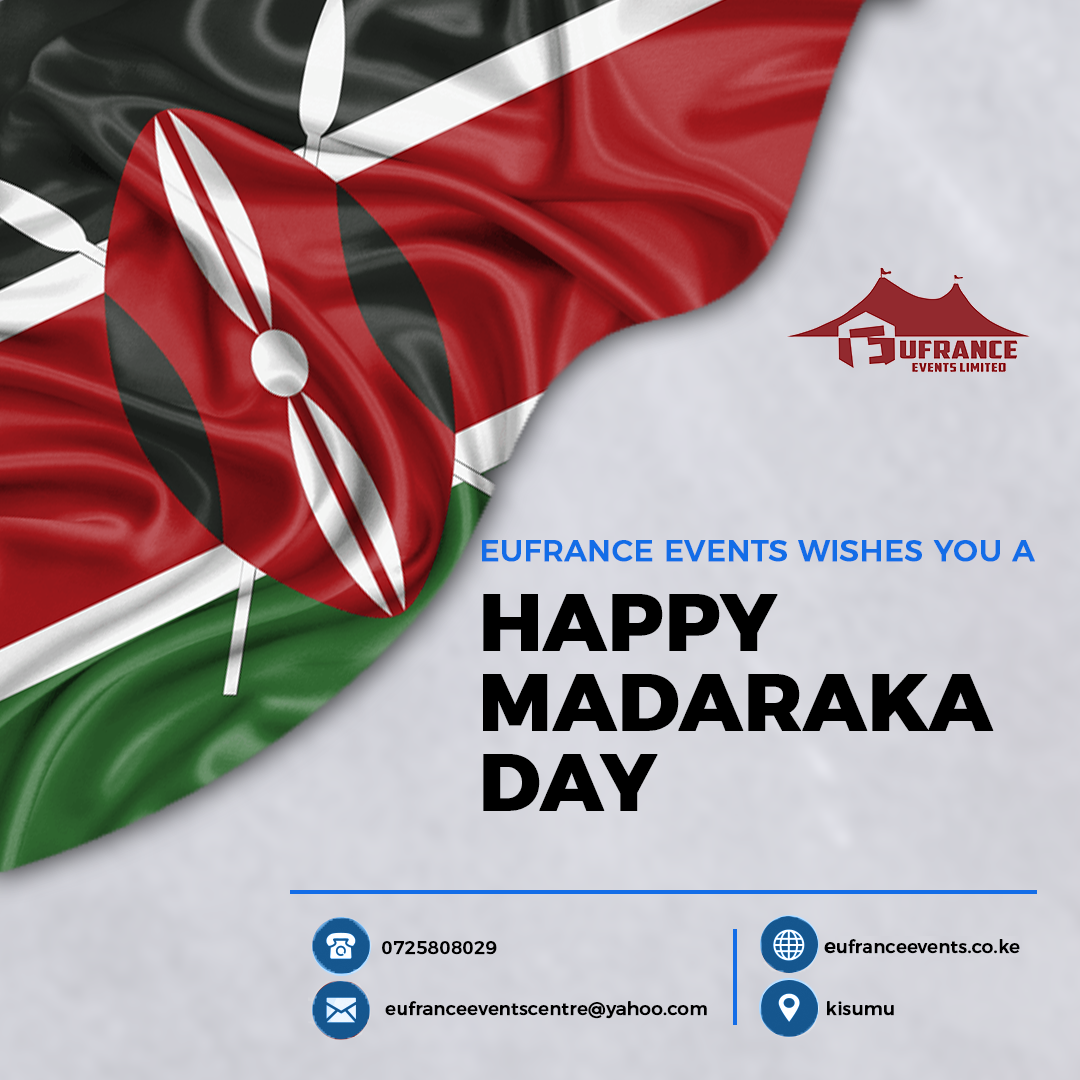 EUFRANCE
EVENTS LIMITED
EUFRANCE EVENTS WISHES YOU A
HAPPY
MADARAKA
DAY
0725808029
eufranceevents.co.ke
eufranceeventscentre@yahoo.com
kisumu